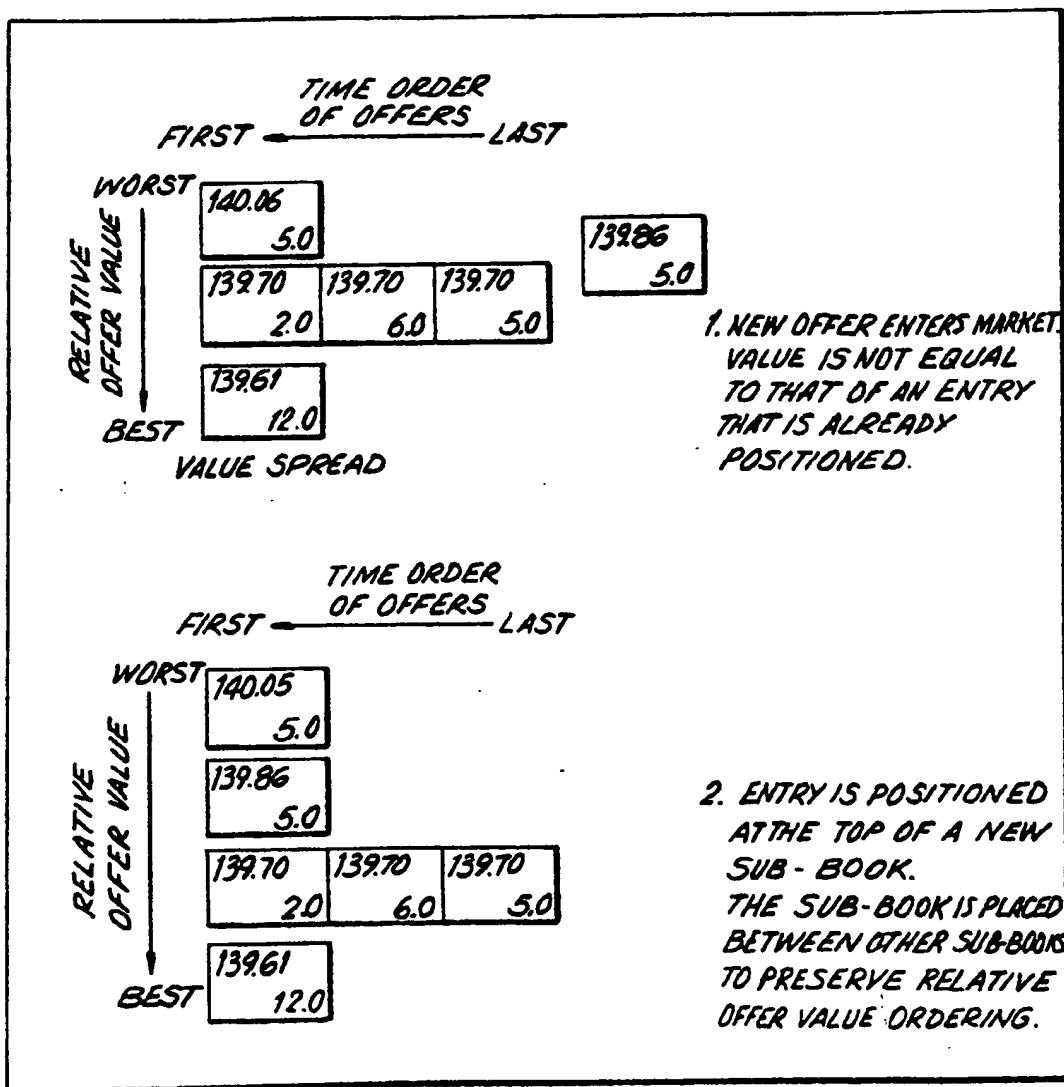 TIME ORDER
OF OFFERS
FIRST LAST
WORST
RELATIVE
OFFER VALUE
140.06
5.0
139.86
5.0
139.70 139.70 139.70
2.0 6.0 5.0
139.61
12.0
BEST
VALUE SPREAD
1. NEW OFFER ENTERS MARKET.
VALUE IS NOT EQUAL
TO THAT OF AN ENTRY
THAT IS ALREADY
POSITIONED.
TIME ORDER
OF OFFERS
FIRST LAST
WORST
RELATIVE
OFFER VALUE
140.05
5.0
139.86
5.0
139.70 139.70 139.70
2.0 6.0 5.0
139.61
12.0
BEST
2. ENTRY IS POSITIONED
AT THE TOP OF A NEW
SUB-BOOK.
THE SUB-BOOK IS PLACED
BETWEEN OTHER SUB-BOOKS
TO PRESERVE RELATIVE
OFFER VALUE ORDERING.